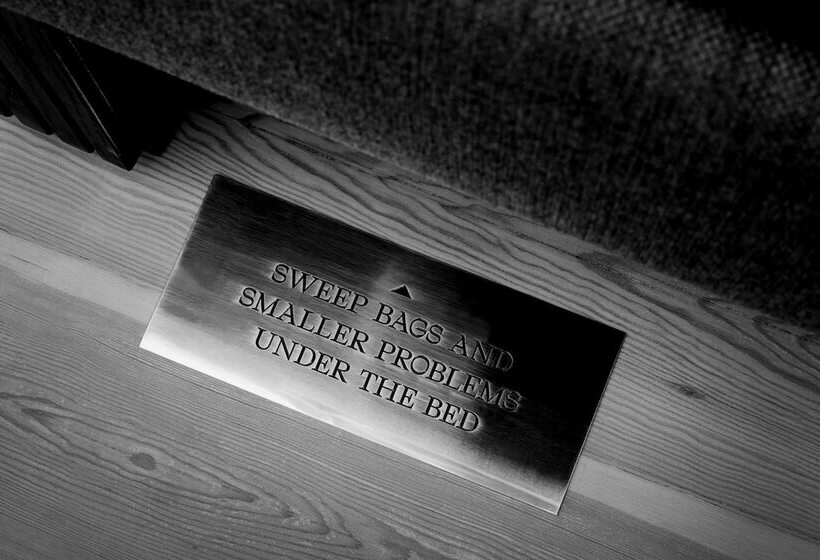 SWEEP BAGS AND
SMALLER PROBLEMS
UNDER THE BED